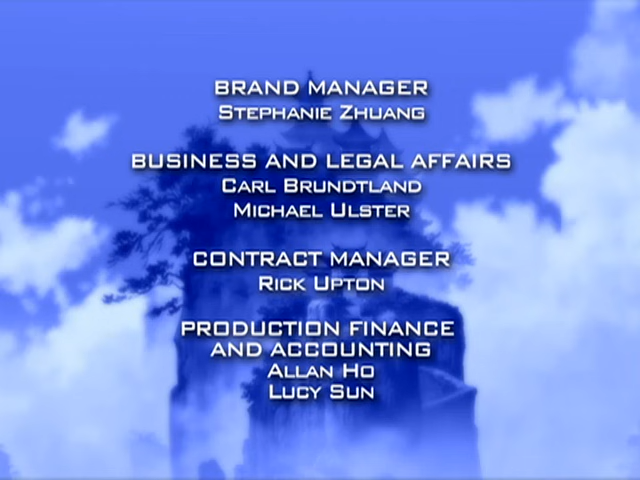 BRAND MANAGER
STEPHANIE ZHUANG
BUSINESS AND LEGAL AFFAIRS
CARL BRUNDTLAND
MICHAEL ULSTER
CONTRACT MANAGER
RICK UPTON
PRODUCTION FINANCE
AND ACCOUNTING
ALLAN HO
LUCY SUN